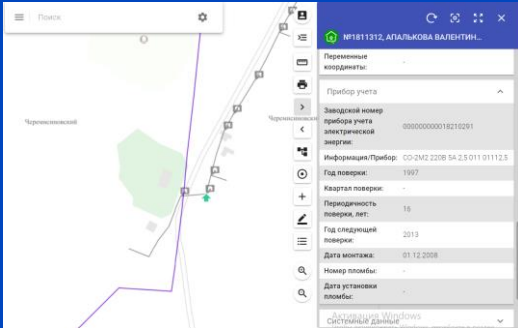 Поиск
№1811312, АПАЛЬКОВА ВАЛЕНТИН...
Переменные
координаты:
-
Прибор учета
Заводской номер
прибора учета
электрической
энергии:
000000000018210291
Информация/Прибор: СО-2М2 220В 5А 2,5 011 01112,5
Год поверки: 1997
Квартал поверки: -
Периодичность
поверки, лет: 16
Год следующей
поверки: 2013
Дата монтажа: 01.12.2008
Номер пломбы: -
Дата установки
пломбы: -
Активация Windows
Системные данные
Черемисиновский